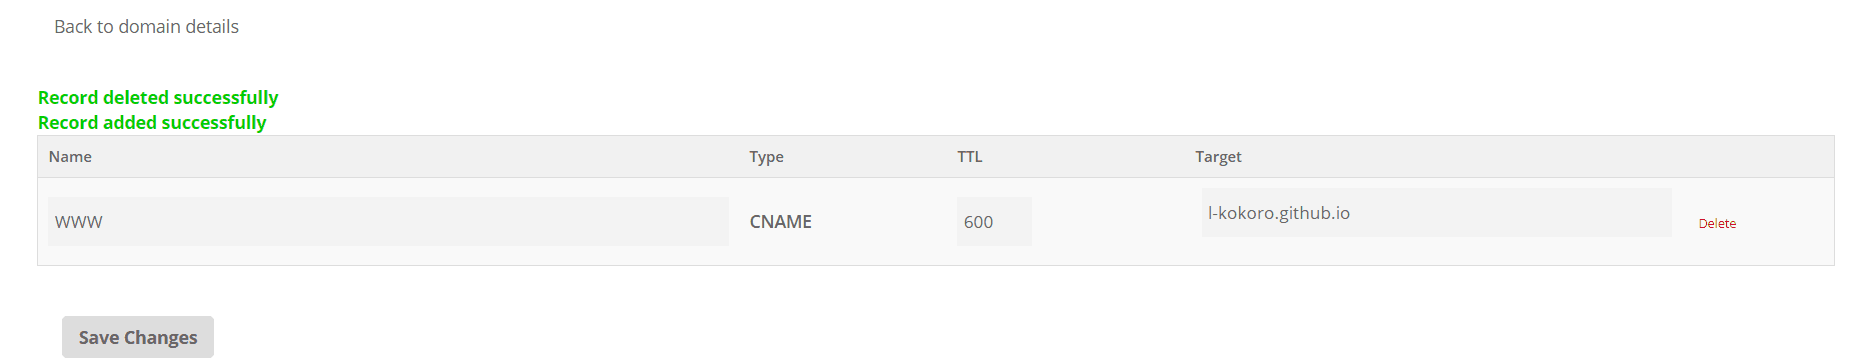 Back to domain details
Record deleted successfully
Record added successfully
Name Type TTL Target
WWW CNAME 600 l-kokoro.github.io Delete
Save Changes